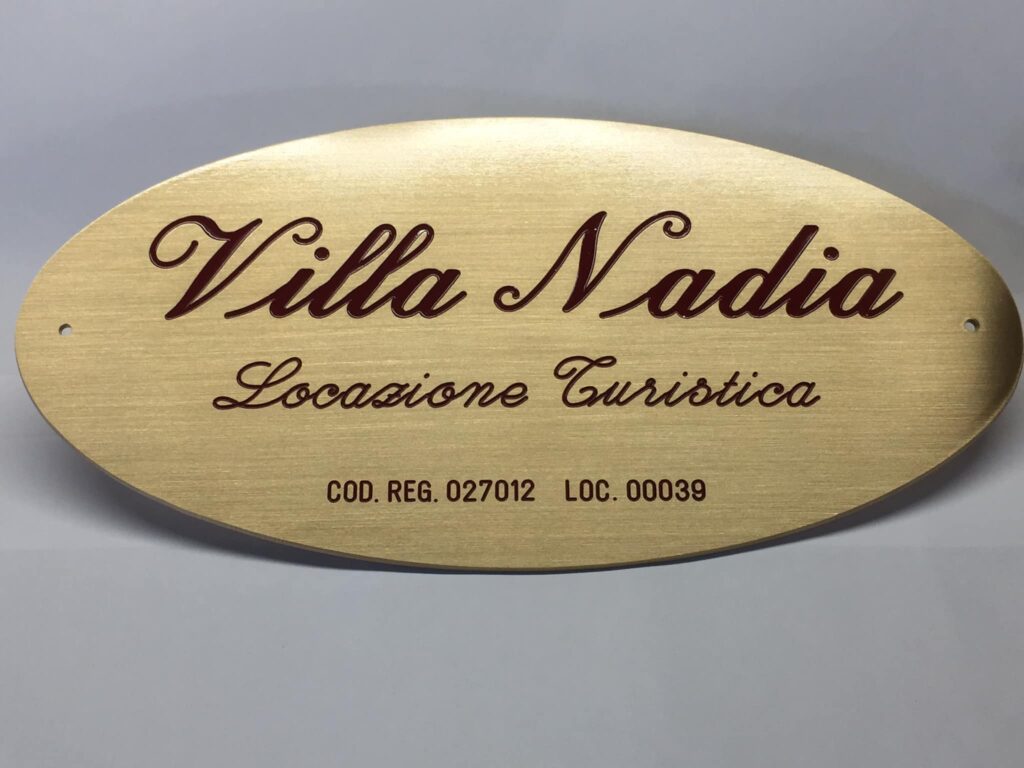 Villa Nadia
Locazione Turistica
COD. REG. 027012 LOC. 00039